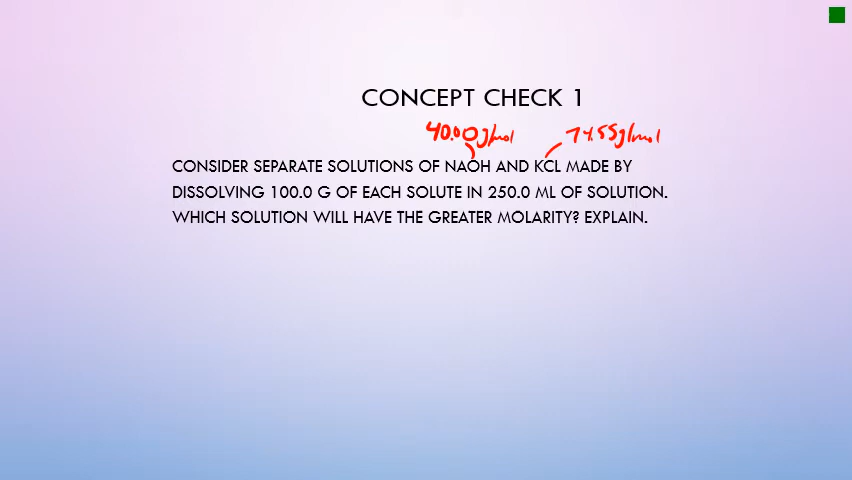 CONCEPT CHECK 1
40.00g/mol 74.55g/mol
CONSIDER SEPARATE SOLUTIONS OF NAOH AND KCL MADE BY
DISSOLVING 100.0 G OF EACH SOLUTE IN 250.0 ML OF SOLUTION.
WHICH SOLUTION WILL HAVE THE GREATER MOLARITY? EXPLAIN.